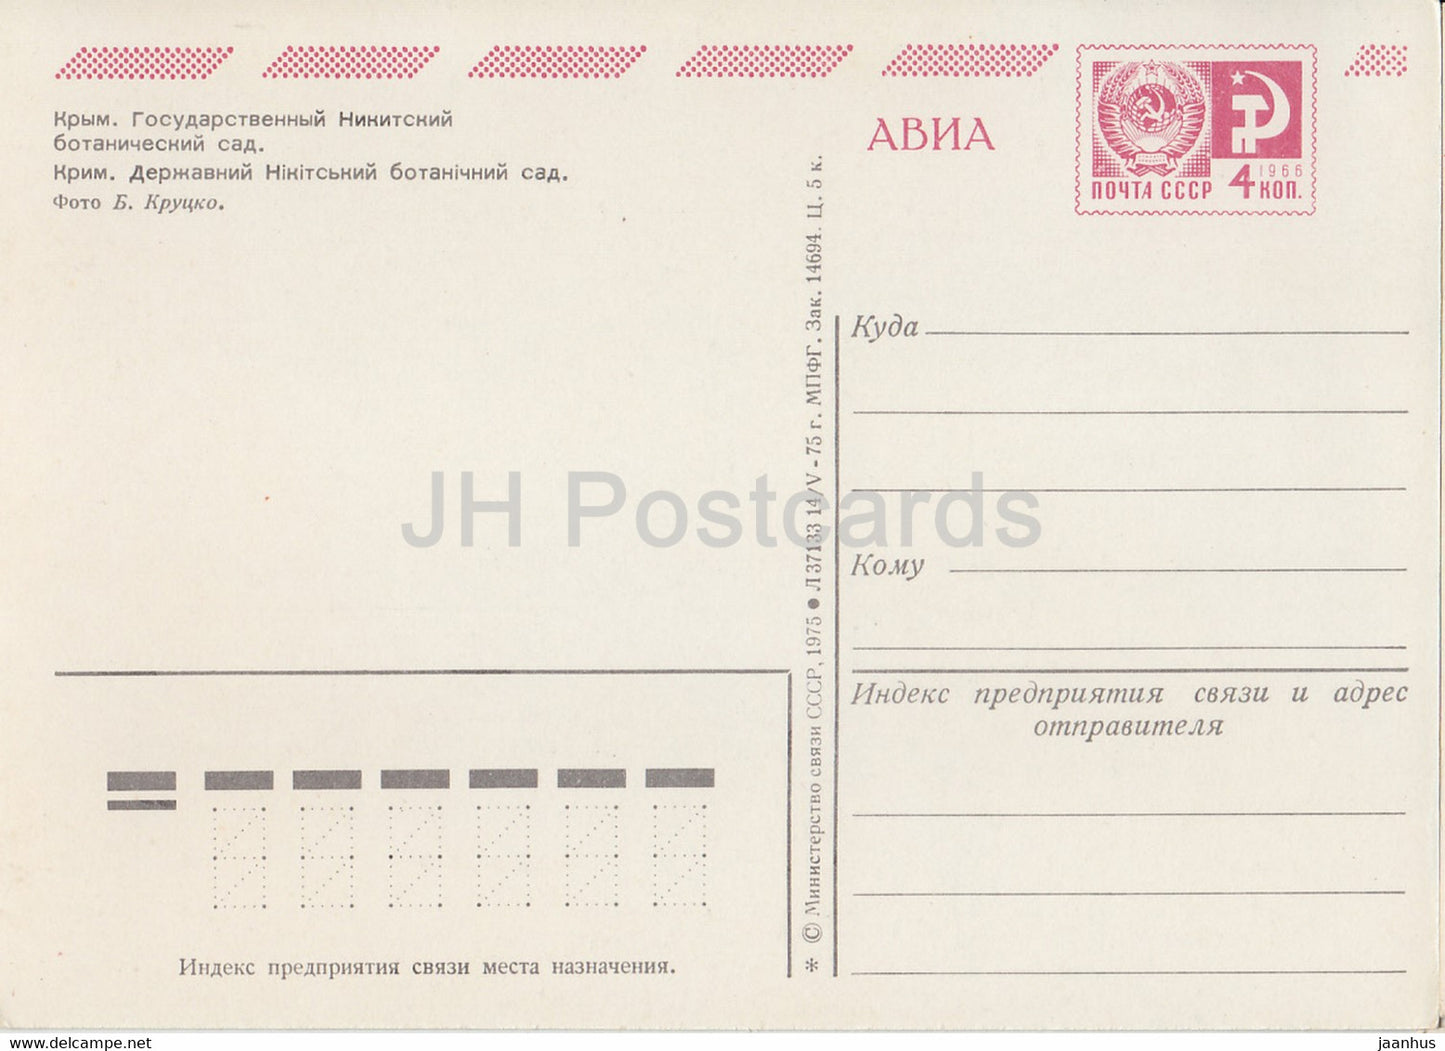 Крым. Государственный Никитский
ботанический сад.
Крим. Державний Нікітський ботанічний сад.
Фото Б. Круцко.
АВИА
ПОЧТА СССР 4 1966 КОП.
Куда
Кому
Индекс предприятия связи и адрес
отправителя
* © Министерство связи СССР, 1975 ● Л 37133 14/V - 75 г. МПФГ. Зак. 14694. Ц. 5 к.
Индекс предприятия связи места назначения.
JH Postcards
www.delcampe.net
jaanhus